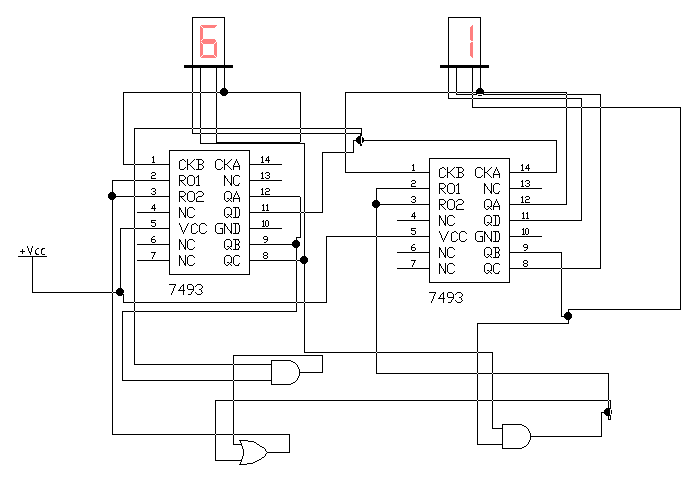 6
1
1 CKB CKA 14
2 RO1 NC 13
3 RO2 QA 12
4 NC QD 11
5 VCC GND 10
6 NC QB 9
7 NC QC 8
7493
1 CKB CKA 14
2 RO1 NC 13
3 RO2 QA 12
4 NC QD 11
5 VCC GND 10
6 NC QB 9
7 NC QC 8
7493
+Vcc